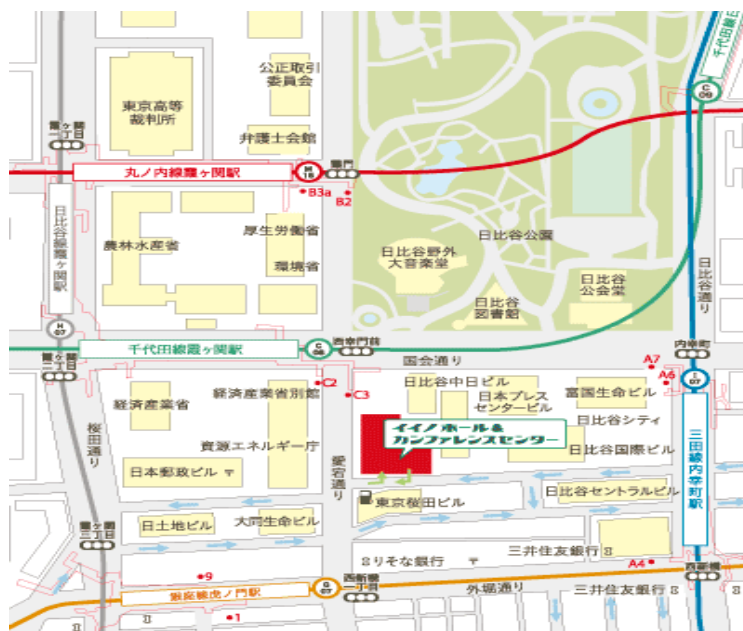 千代田線日
C
09
公正取引
委員会
東京高等
裁判所
霞ヶ関
一丁目
弁護士会館
丸ノ内線霞ヶ関駅
M
15
霞門
B3a
B2
日比谷線霞ヶ関駅
農林水産省
厚生労働省
環境省
日比谷公園
日比谷野外
大音楽堂
日比谷
図書館
日比谷
公会堂
日比谷通り
H
07
千代田線霞ヶ関駅
C
08
西幸門前
国会通り
内幸町
霞ヶ関
二丁目
A7
A6
I
07
C2
C3
経済産業省
経済産業省別館
日比谷中日ビル
日本プレス
センタービル
富国生命ビル
日比谷シティ
日比谷国際ビル
イイノホール&
カンファレンスセンター
桜田通り
資源エネルギー庁
日本郵政ビル 〒
愛宕通り
三田線内幸町駅
東京桜田ビル
日比谷セントラルビル
日土地ビル
大同生命ビル
霞ヶ関
三丁目
りそな銀行
〒
三井住友銀行
A4
西新橋
9
銀座線虎ノ門駅
G
07
西新橋
一丁目
外堀通り
三井住友銀行
1